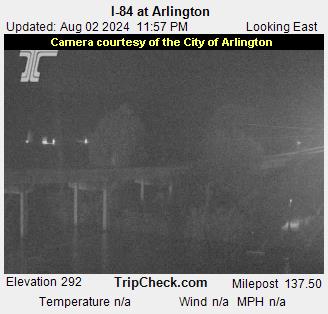 I-84 at Arlington
Updated: Aug 02 2024 11:57 PM Looking East
Camera courtesy of the City of Arlington
Elevation 292 TripCheck.com Milepost 137.50
Temperature n/a Wind n/a MPH n/a